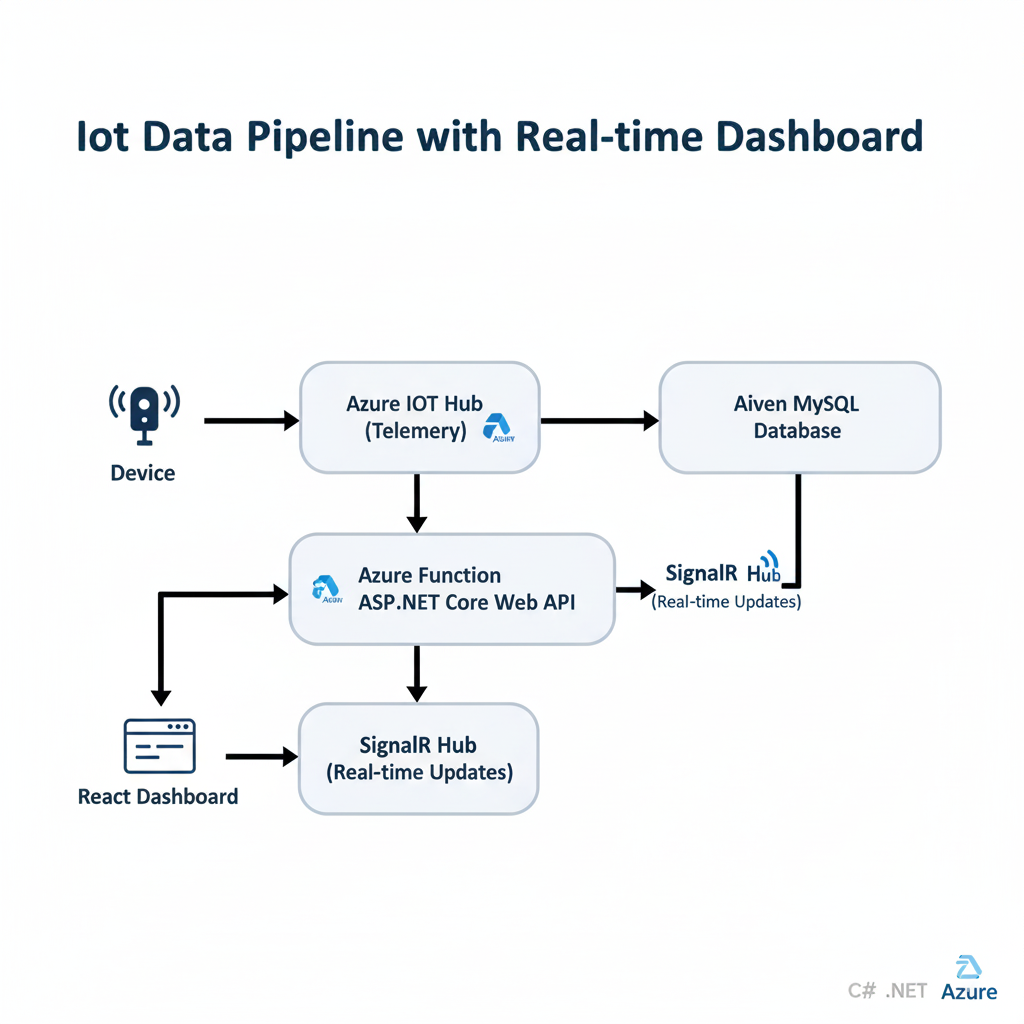 Iot Data Pipeline with Real-time Dashboard
Azure IOT Hub
(Telemery)
Aiven MySQL
Database
Device
Azure Function
ASP.NET Core Web API
SignalR Hub
(Real-time Updates)
SignalR Hub
(Real-time Updates)
React Dashboard
C# .NET Azure